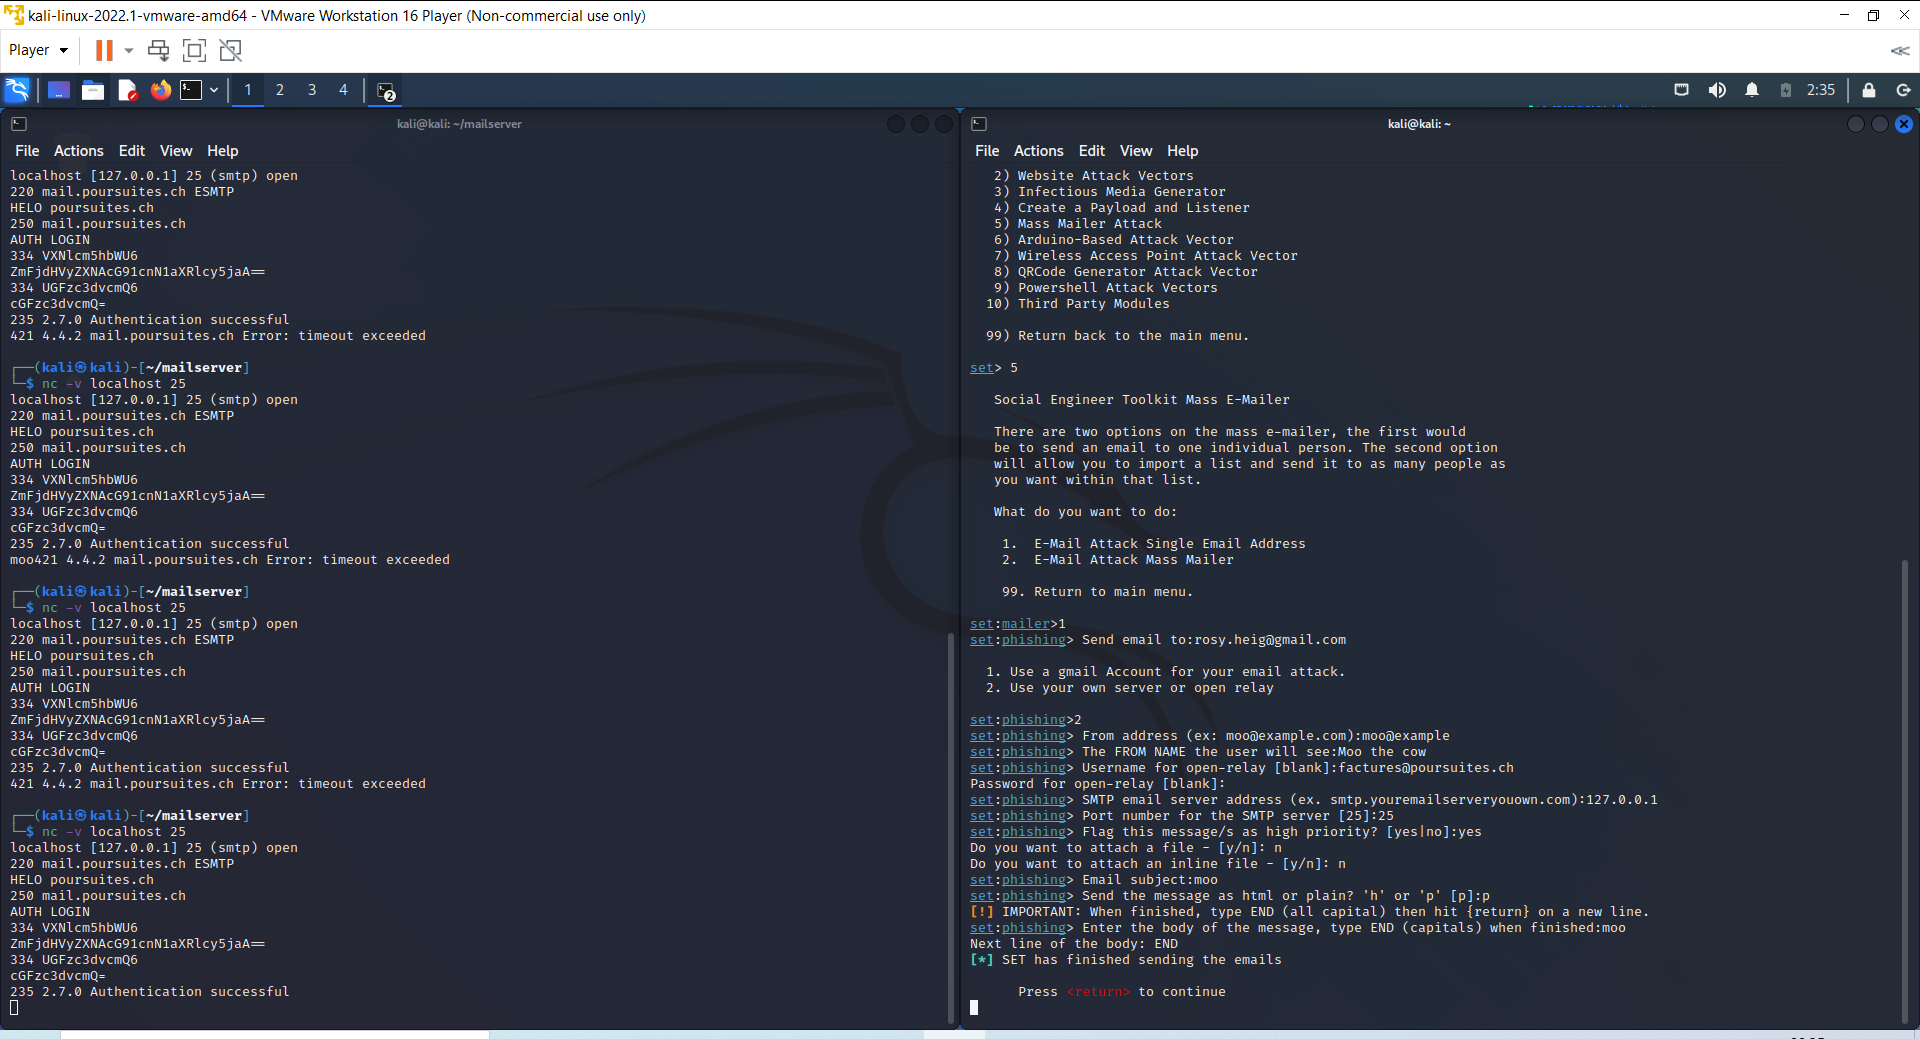 kali-linux-2022.1-vmware-amd64 - VMware Workstation 16 Player (Non-commercial use only)
Player
1 2 3 4
2
2:35
kali@kali: ~/mailserver
File Actions Edit View Help
localhost [127.0.0.1] 25 (smtp) open
220 mail.poursuites.ch ESMTP
HELO poursuites.ch
250 mail.poursuites.ch
AUTH LOGIN
334 VXNlcm5hbWU6
ZmFjdHVyZXNAcG91cnN1aXRlcy5jaA==
334 UGFzc3dvcmQ6
cGFzc3dvcmQ=
235 2.7.0 Authentication successful
421 4.4.2 mail.poursuites.ch Error: timeout exceeded
┌──(kali㉿kali)-[~/mailserver]
└─$ nc -v localhost 25
localhost [127.0.0.1] 25 (smtp) open
220 mail.poursuites.ch ESMTP
HELO poursuites.ch
250 mail.poursuites.ch
AUTH LOGIN
334 VXNlcm5hbWU6
ZmFjdHVyZXNAcG91cnN1aXRlcy5jaA==
334 UGFzc3dvcmQ6
cGFzc3dvcmQ=
235 2.7.0 Authentication successful
moo421 4.4.2 mail.poursuites.ch Error: timeout exceeded
┌──(kali㉿kali)-[~/mailserver]
└─$ nc -v localhost 25
localhost [127.0.0.1] 25 (smtp) open
220 mail.poursuites.ch ESMTP
HELO poursuites.ch
250 mail.poursuites.ch
AUTH LOGIN
334 VXNlcm5hbWU6
ZmFjdHVyZXNAcG91cnN1aXRlcy5jaA==
334 UGFzc3dvcmQ6
cGFzc3dvcmQ=
235 2.7.0 Authentication successful
421 4.4.2 mail.poursuites.ch Error: timeout exceeded
┌──(kali㉿kali)-[~/mailserver]
└─$ nc -v localhost 25
localhost [127.0.0.1] 25 (smtp) open
220 mail.poursuites.ch ESMTP
HELO poursuites.ch
250 mail.poursuites.ch
AUTH LOGIN
334 VXNlcm5hbWU6
ZmFjdHVyZXNAcG91cnN1aXRlcy5jaA==
334 UGFzc3dvcmQ6
cGFzc3dvcmQ=
235 2.7.0 Authentication successful
kali@kali: ~
File Actions Edit View Help
2) Website Attack Vectors
3) Infectious Media Generator
4) Create a Payload and Listener
5) Mass Mailer Attack
6) Arduino-Based Attack Vector
7) Wireless Access Point Attack Vector
8) QRCode Generator Attack Vector
9) Powershell Attack Vectors
10) Third Party Modules
99) Return back to the main menu.
set> 5
Social Engineer Toolkit Mass E-Mailer
There are two options on the mass e-mailer, the first would
be to send an email to one individual person. The second option
will allow you to import a list and send it to as many people as
you want within that list.
What do you want to do:
1. E-Mail Attack Single Email Address
2. E-Mail Attack Mass Mailer
99. Return to main menu.
set:mailer>1
set:phishing> Send email to:rosy.heig@gmail.com
1. Use a gmail Account for your email attack.
2. Use your own server or open relay
set:phishing>2
set:phishing> From address (ex: moo@example.com):moo@example
set:phishing> The FROM NAME the user will see:Moo the cow
set:phishing> Username for open-relay [blank]:factures@poursuites.ch
Password for open-relay [blank]:
set:phishing> SMTP email server address (ex. smtp.youremailserveryouown.com):127.0.0.1
set:phishing> Port number for the SMTP server [25]:25
set:phishing> Flag this message/s as high priority? [yes|no]:yes
Do you want to attach a file - [y/n]: n
Do you want to attach an inline file - [y/n]: n
set:phishing> Email subject:moo
set:phishing> Send the message as html or plain? 'h' or 'p' [p]:p
[!] IMPORTANT: When finished, type END (all capital) then hit {return} on a new line.
set:phishing> Enter the body of the message, type END (capitals) when finished:moo
Next line of the body: END
[*] SET has finished sending the emails
Press <return> to continue